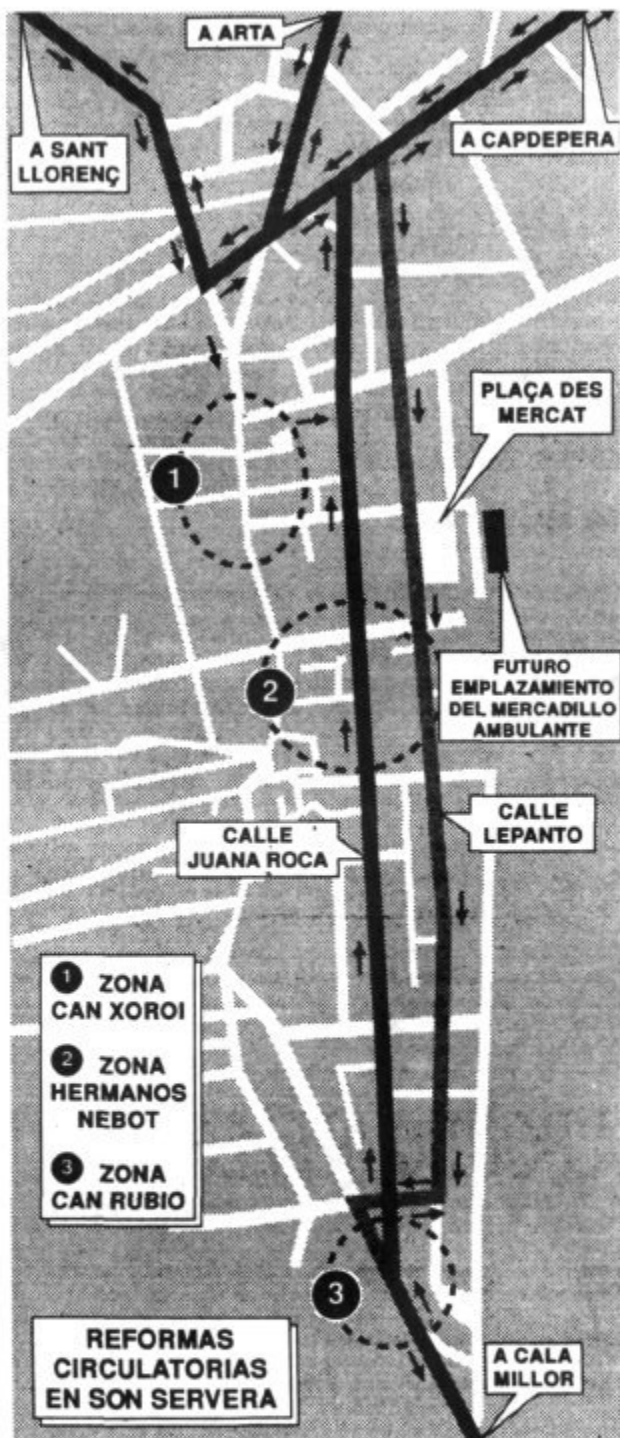 A ARTA
A SANT
LLORENÇ
A CAPDEPERA
PLAÇA DES
MERCAT
1
2
FUTURO
EMPLAZAMIENTO
DEL MERCADILLO
AMBULANTE
CALLE
JUANA ROCA
CALLE
LEPANTO
1 ZONA
CAN XOROI
2 ZONA
HERMANOS
NEBOT
3 ZONA
CAN RUBIO
3
REFORMAS
CIRCULATORIAS
EN SON SERVERA
A CALA
MILLOR